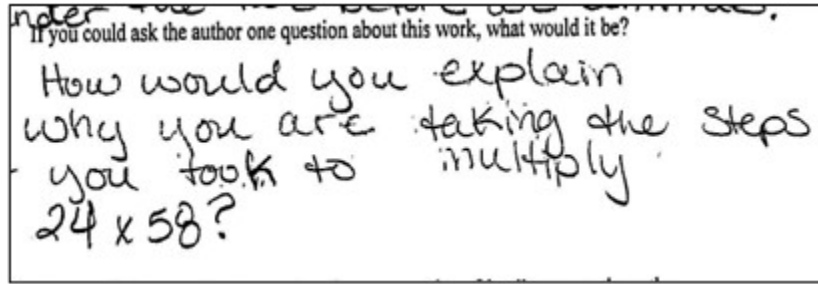 If you could ask the author one question about this work, what would it be?
How would you explain
why you are taking the steps
you took to multiply
24 x 58?